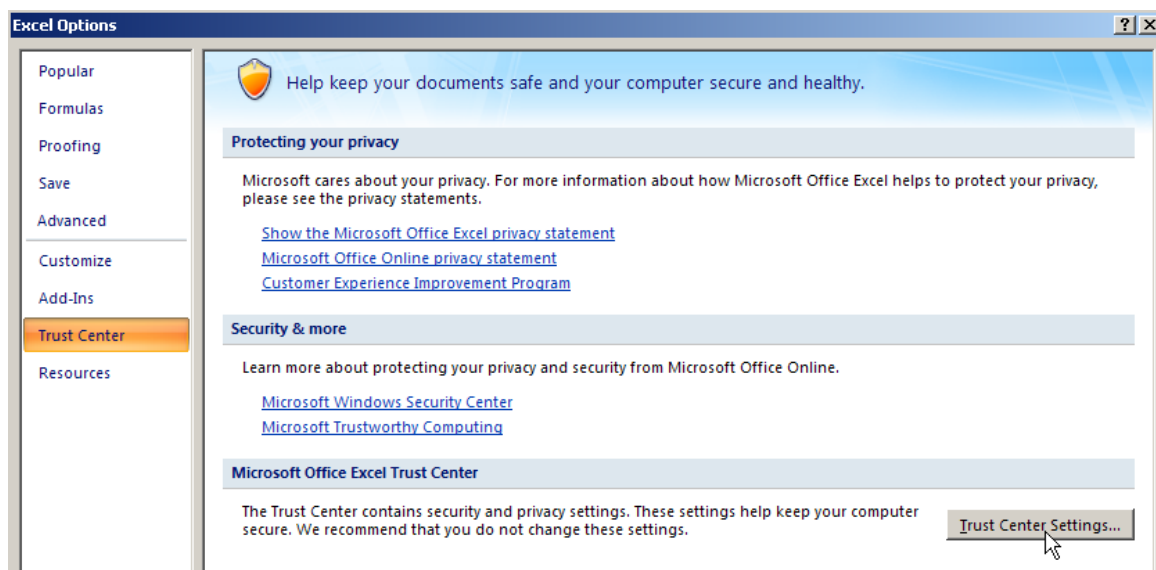 Excel Options
Popular
Formulas
Proofing
Save
Advanced
Customize
Add-Ins
Trust Center
Resources
Help keep your documents safe and your computer secure and healthy.
Protecting your privacy
Microsoft cares about your privacy. For more information about how Microsoft Office Excel helps to protect your privacy,
please see the privacy statements.
Show the Microsoft Office Excel privacy statement
Microsoft Office Online privacy statement
Customer Experience Improvement Program
Security & more
Learn more about protecting your privacy and security from Microsoft Office Online.
Microsoft Windows Security Center
Microsoft Trustworthy Computing
Microsoft Office Excel Trust Center
The Trust Center contains security and privacy settings. These settings help keep your computer
secure. We recommend that you do not change these settings.
Trust Center Settings...